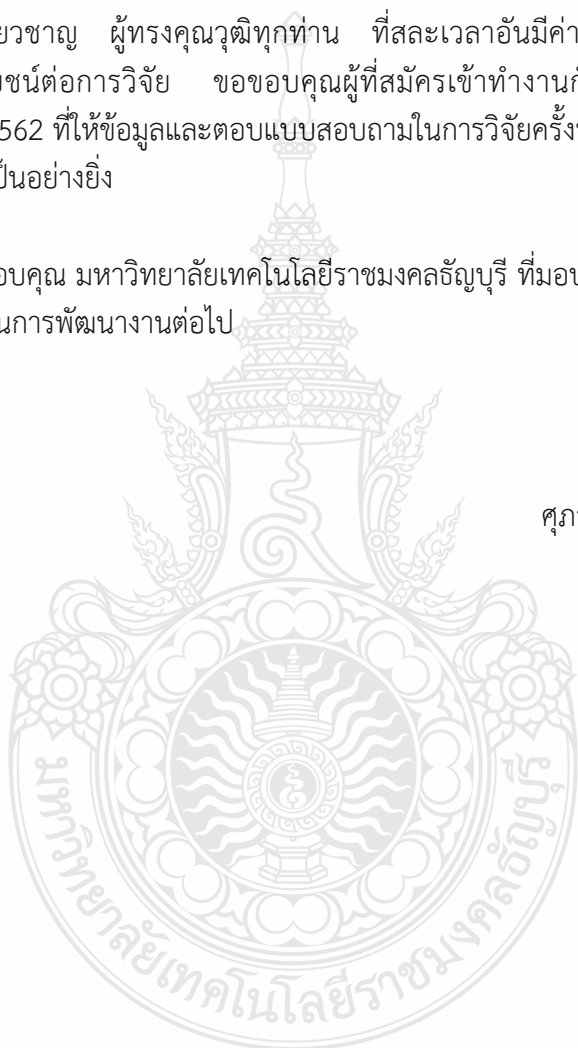 ยวชาญ ผู้ทรงคุณวุฒิทุกท่าน ที่สละเวลาอันมีค่า
ยชน์ต่อการวิจัย ขอขอบคุณผู้ที่สมัครเข้าทำงานก
562 ที่ให้ข้อมูลและตอบแบบสอบถามในการวิจัยครั้งน
ป็นอย่างยิ่ง
อบคุณ มหาวิทยาลัยเทคโนโลยีราชมงคลธัญบุรี ที่มอบ
นการพัฒนางานต่อไป
ศุภ
มหาวิทยาลัยเทคโนโลยีราชมงคลธัญบุรี